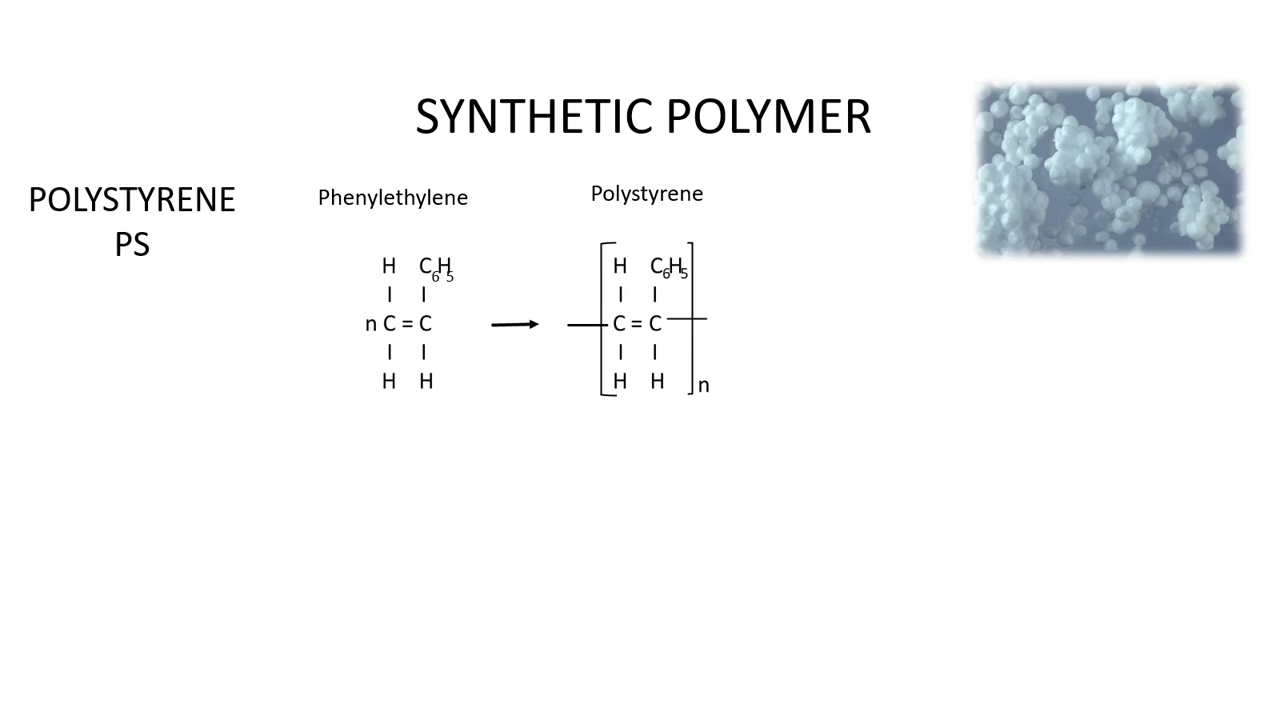 SYNTHETIC POLYMER
POLYSTYRENE
PS
Phenylethylene
Polystyrene
H C6H5
n C = C
H H
H C6H5
C = C
H H
n